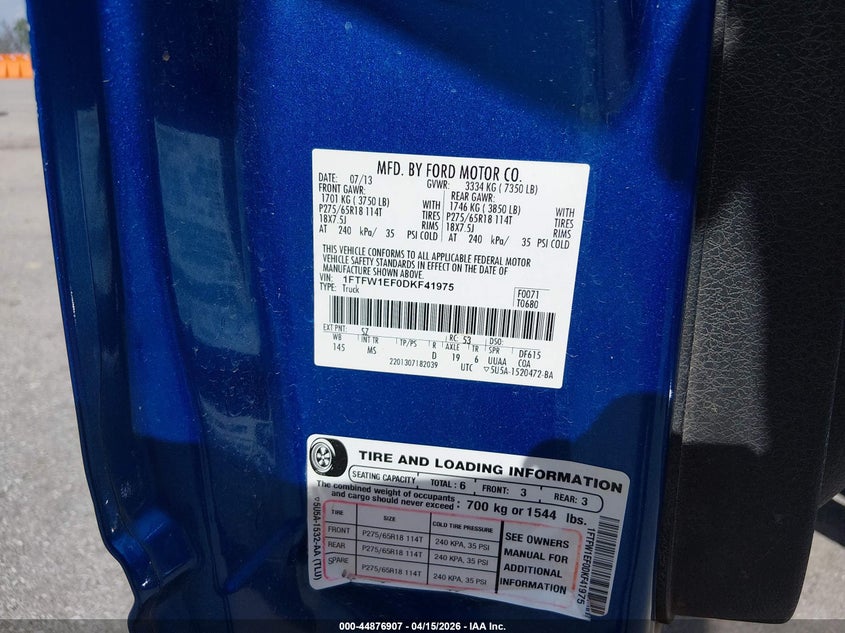 MFD. BY FORD MOTOR CO.
DATE: 07/13 GVWR: 3334 KG ( 7350 LB)
FRONT GAWR: REAR GAWR:
1701 KG ( 3750 LB) WITH 1746 KG ( 3850 LB) WITH
P275/65R18 114T TIRES P275/65R18 114T TIRES
18X7.5J RIMS 18X7.5J RIMS
AT 240 kPa/ 35 PSI COLD AT 240 kPa/ 35 PSI COLD
THIS VEHICLE CONFORMS TO ALL APPLICABLE FEDERAL MOTOR
VEHICLE SAFETY STANDARDS IN EFFECT ON THE DATE OF
MANUFACTURE SHOWN ABOVE.
VIN: 1FTFW1EF0DKF41975 F0071
TYPE: Truck T0680
EXT PNT: SZ RC: 53 DSO:
WB INT TR TP/PS R AXLE TR SPR DF615
145 MS D 19 6 UUAA COA
2201307182039 UTC ▽5U5A-1520472-BA
TIRE AND LOADING INFORMATION
SEATING CAPACITY TOTAL: 6 FRONT: 3 REAR: 3
The combined weight of occupants
and cargo should never exceed: 700 kg or 1544 lbs.
TIRE SIZE COLD TIRE PRESSURE
FRONT P275/65R18 114T 240 KPA, 35 PSI
REAR P275/65R18 114T 240 KPA, 35 PSI
SPARE P275/65R18 114T 240 KPA, 35 PSI
SEE OWNERS
MANUAL FOR
ADDITIONAL
INFORMATION
▽5U5A-1532-AA (TLU)
1FTFW1EF0DKF41975
000-44876907 - 04/15/2026 - IAA Inc.